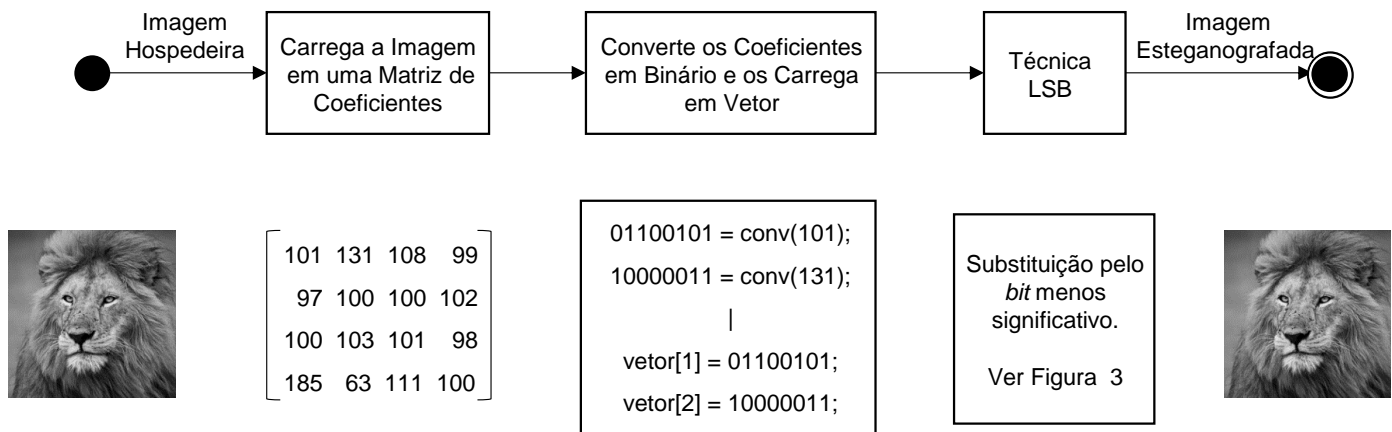 Imagem
Hospedeira
Carrega a Imagem
em uma Matriz de
Coeficientes
Converte os Coeficientes
em Binário e os Carrega
em Vetor
Técnica
LSB
Imagem
Esteganografada
101 131 108 99
97 100 100 102
100 103 101 98
185 63 111 100
01100101 = conv(101);
10000011 = conv(131);
|
vetor[1] = 01100101;
vetor[2] = 10000011;
Substituição pelo
bit menos
significativo.
Ver Figura 3